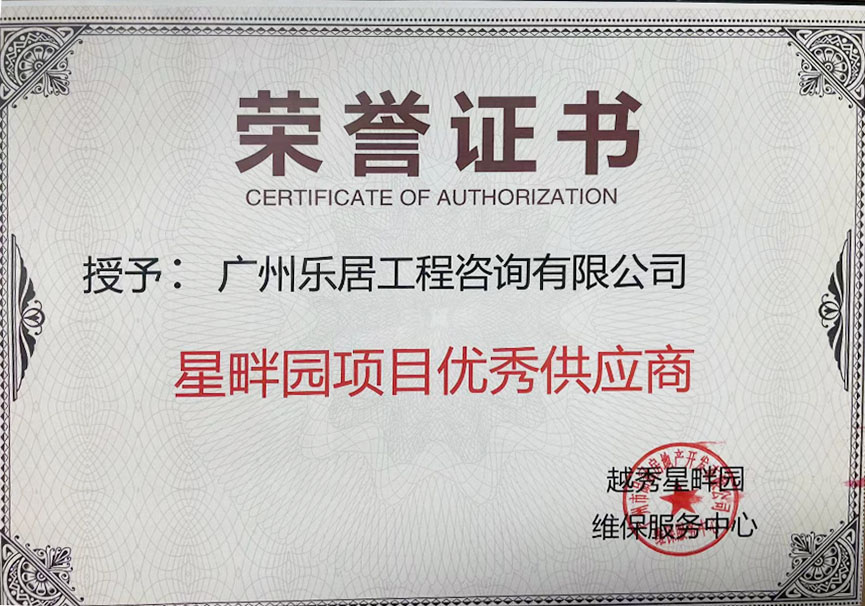 荣誉证书
CERTIFICATE OF AUTHORIZATION
授予： 广州乐居工程咨询有限公司
星畔园项目优秀供应商
越秀星畔园
维保服务中心